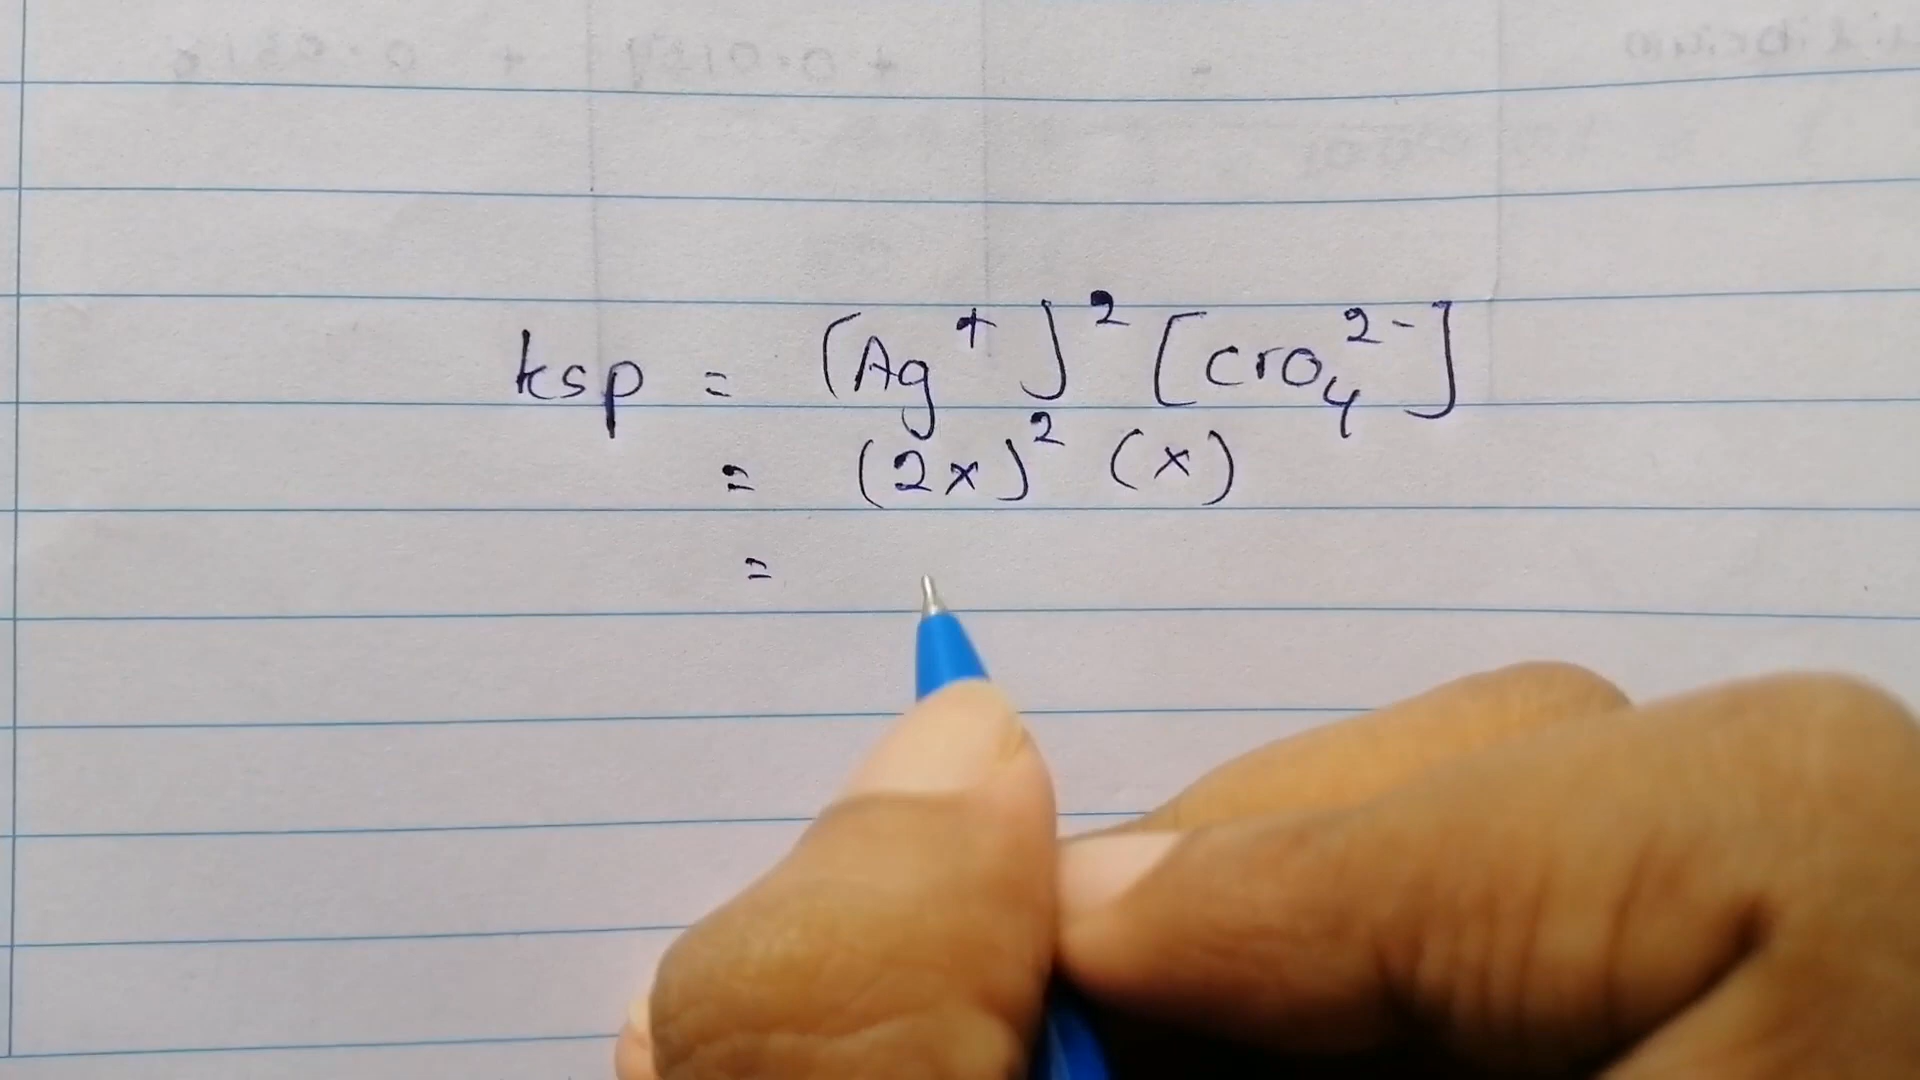 ksp = [Ag⁺]² [CrO₄²⁻]
= (2x)² (x)
=